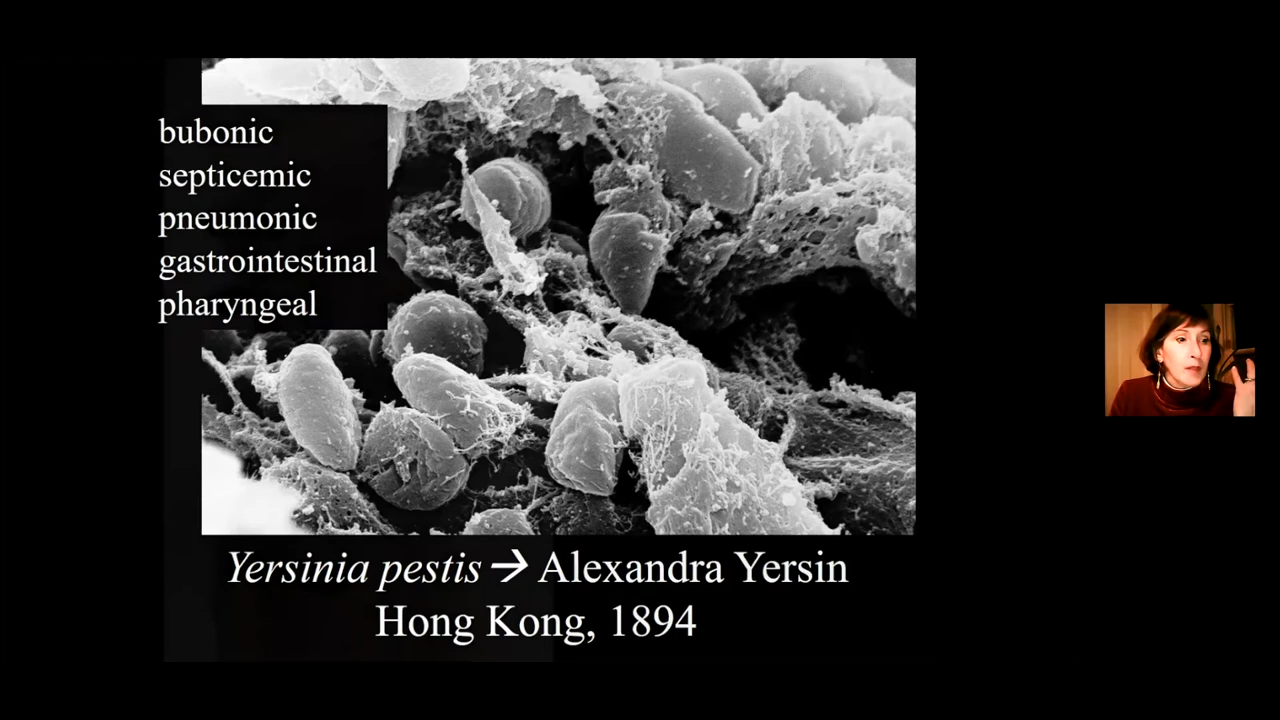 bubonic
septicemic
pneumonic
gastrointestinal
pharyngeal
Yersinia pestis → Alexandra Yersin
Hong Kong, 1894